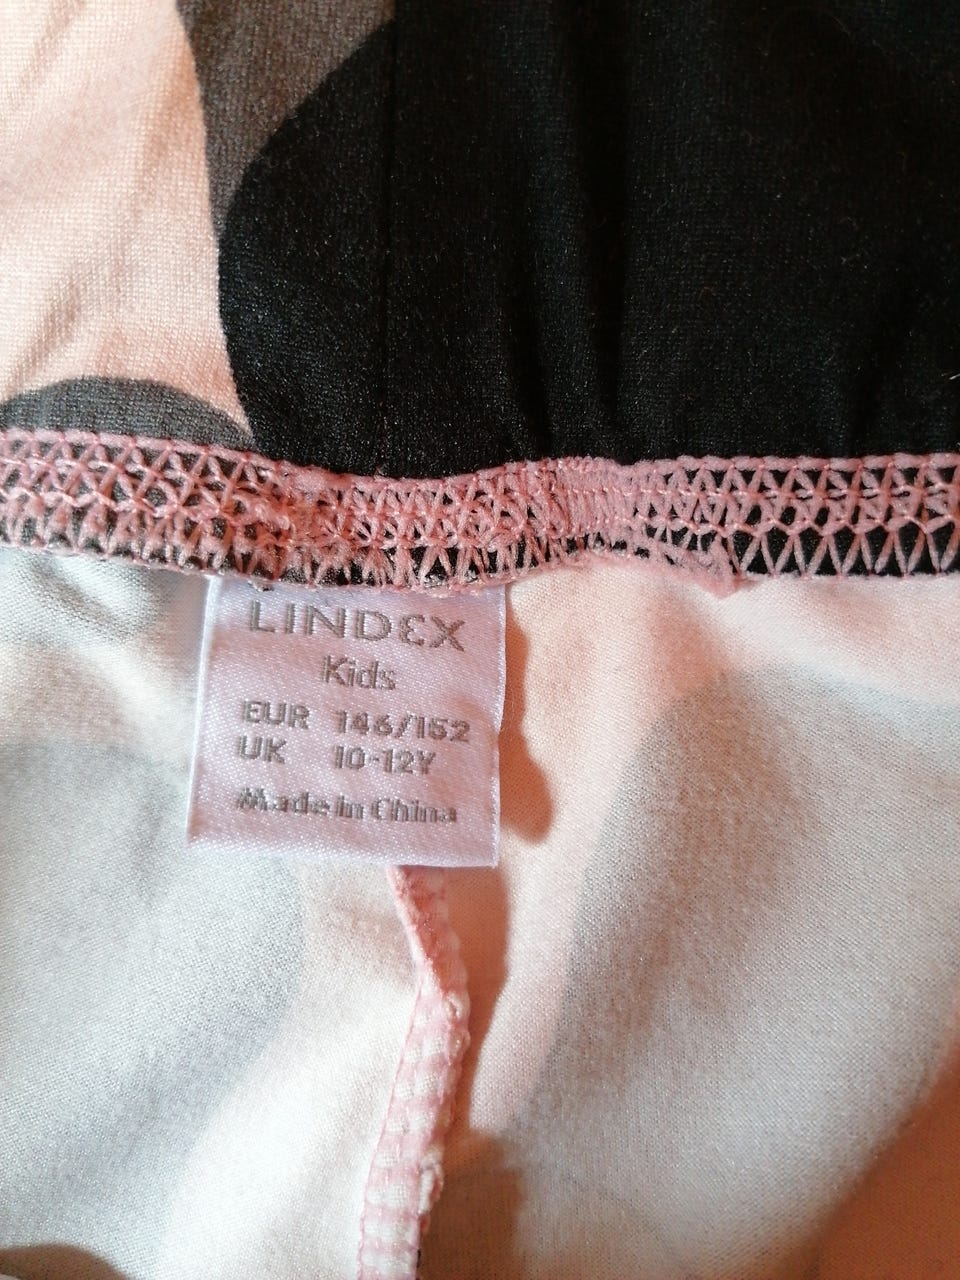 LINDEX
Kids
EUR 146/152
UK 10-12Y
Made in China